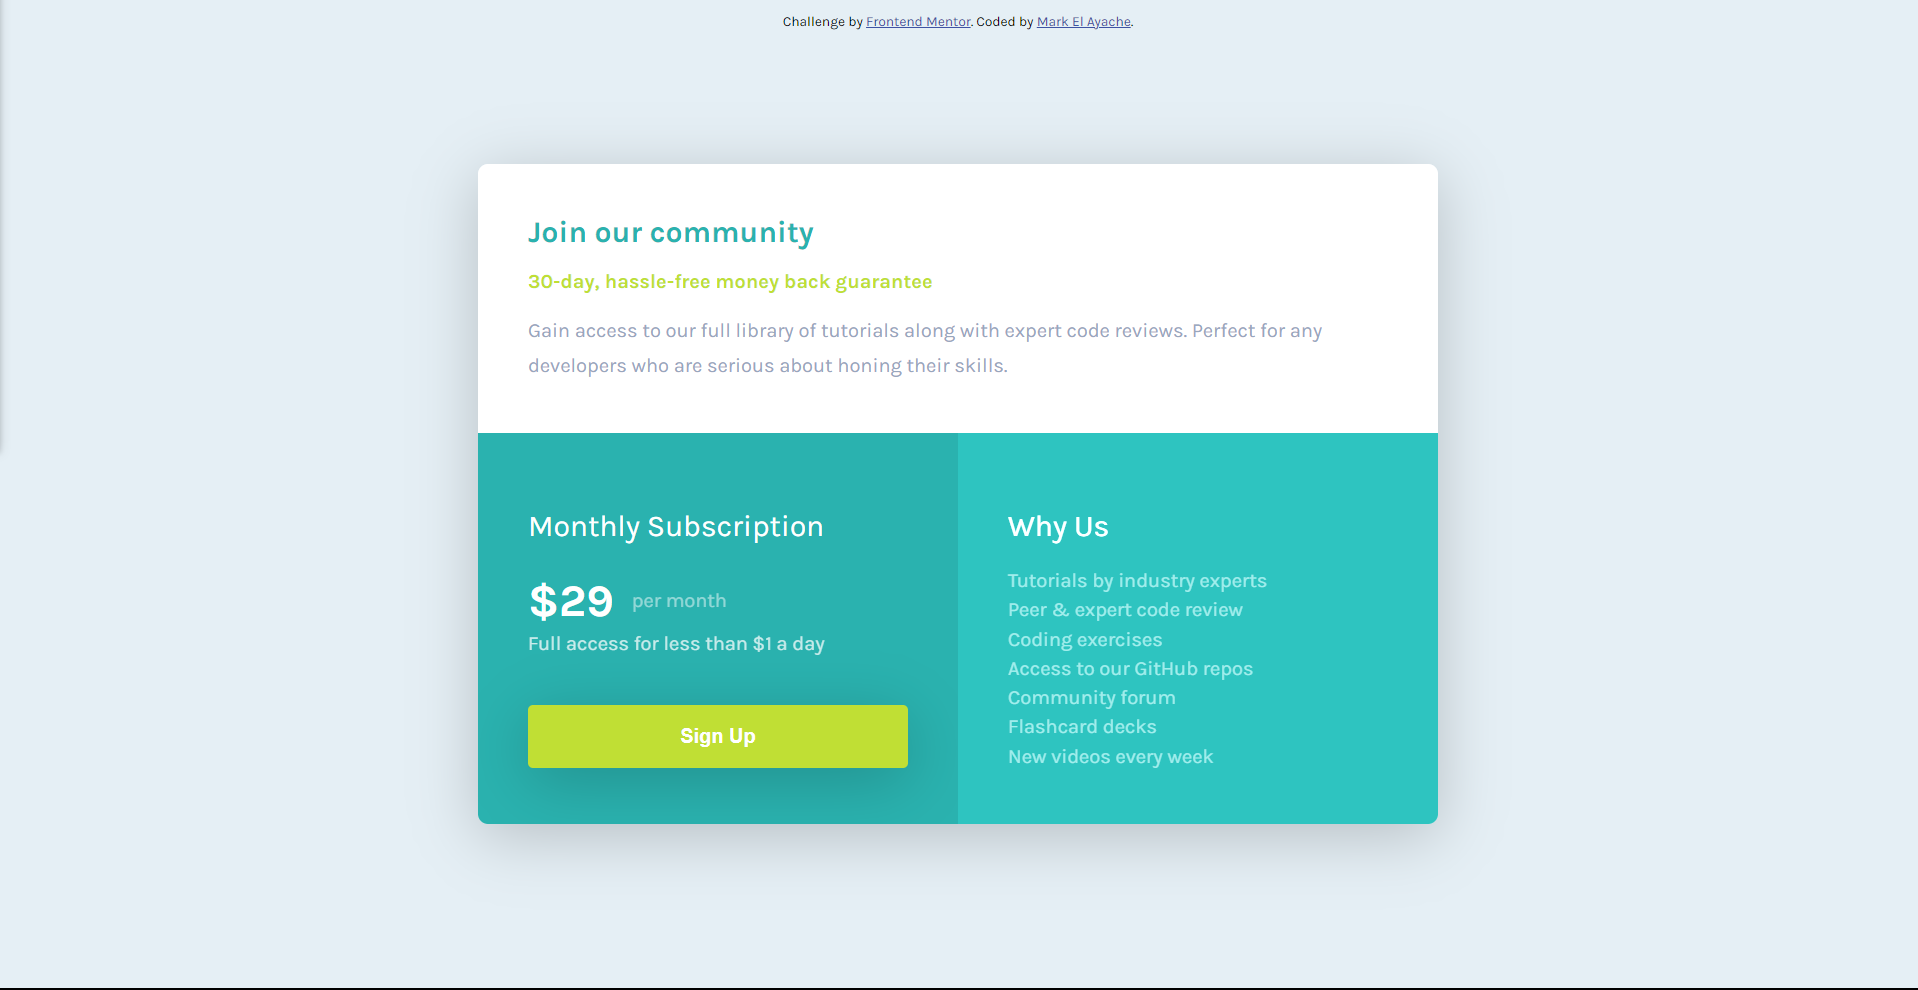 Challenge by Frontend Mentor. Coded by Mark El Ayache.
Join our community
30-day, hassle-free money back guarantee
Gain access to our full library of tutorials along with expert code reviews. Perfect for any
developers who are serious about honing their skills.
Monthly Subscription
$29 per month
Full access for less than $1 a day
Sign Up
Why Us
Tutorials by industry experts
Peer & expert code review
Coding exercises
Access to our GitHub repos
Community forum
Flashcard decks
New videos every week